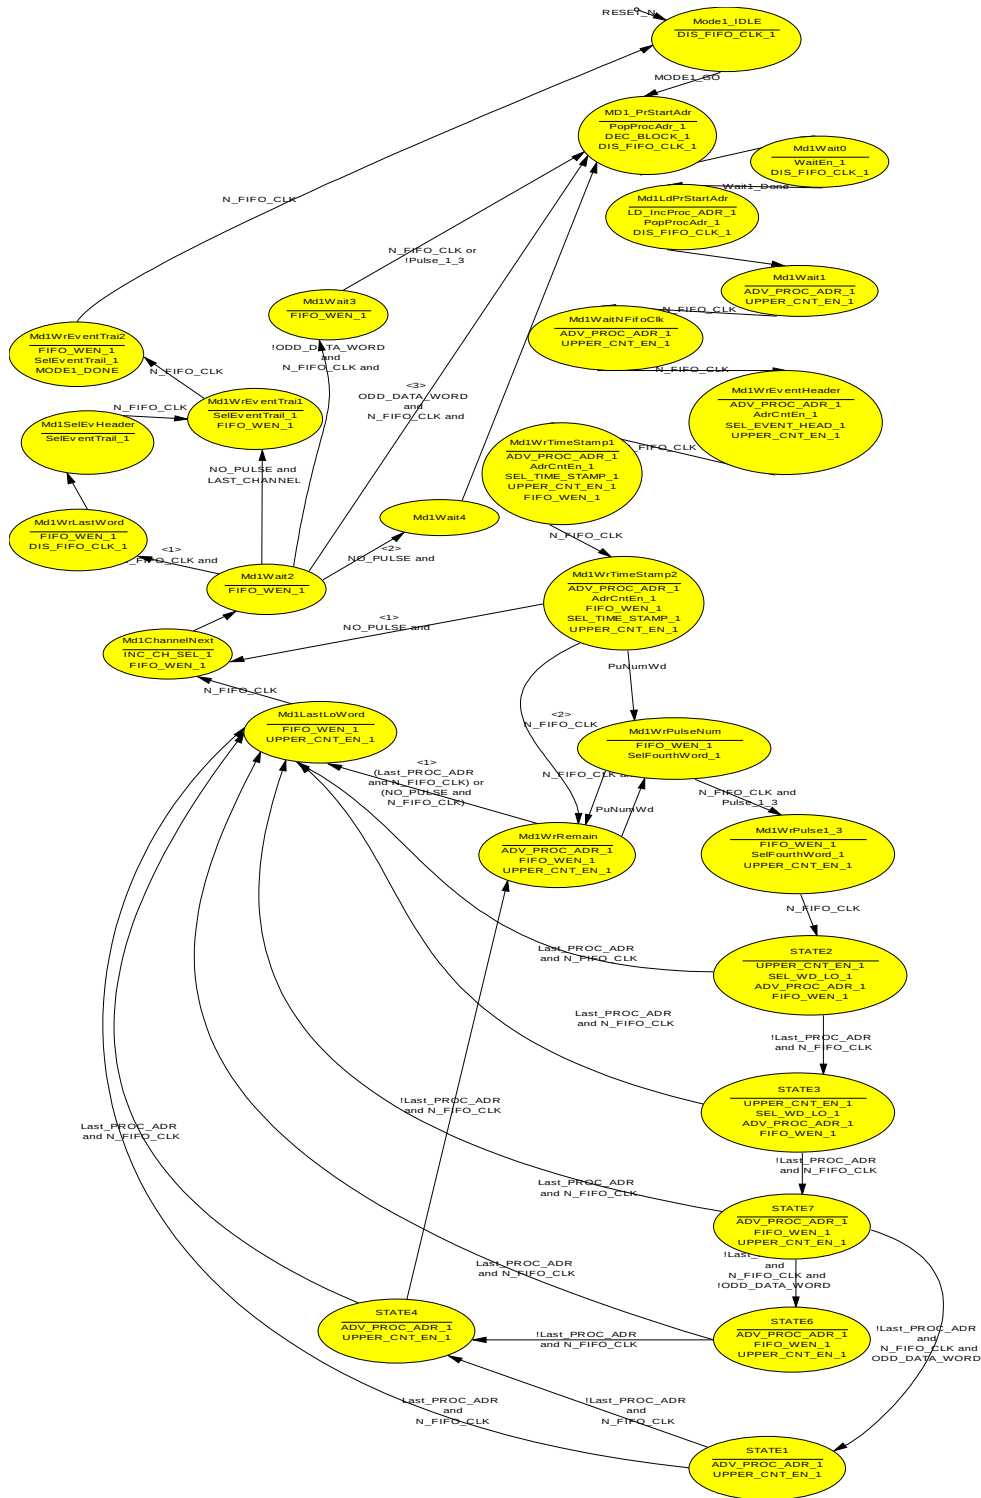 RESET_N
Mode1_IDLE
DIS_FIFO_CLK_1
MODE1_GO
MD1_PrStartAdr
PopProcAdr_1
DEC_BLOCK_1
DIS_FIFO_CLK_1
Md1Wait0
WaitEn_1
DIS_FIFO_CLK_1
Wait1_Done
Md1LdPrStartAdr
LD_IncProc_ADR_1
PopProcAdr_1
DIS_FIFO_CLK_1
N_FIFO_CLK
N_FIFO_CLK or
!Pulse_1_3
Md1Wait1
ADV_PROC_ADR_1
UPPER_CNT_EN_1
N_FIFO_CLK
Md1Wait3
FIFO_WEN_1
Md1WaitNFifoClk
ADV_PROC_ADR_1
UPPER_CNT_EN_1
N_FIFO_CLK
Md1WrEventTrai2
FIFO_WEN_1
SelEventTrail_1
MODE1_DONE
!ODD_DATA_WORD
and
N_FIFO_CLK and
N_FIFO_CLK
<3>
ODD_DATA_WORD
and
N_FIFO_CLK and
Md1WrEventHeader
ADV_PROC_ADR_1
AdrCntEn_1
SEL_EVENT_HEAD_1
UPPER_CNT_EN_1
Md1WrEventTrai1
SelEventTrail_1
FIFO_WEN_1
N_FIFO_CLK
Md1SelEvHeader
SelEventTrail_1
FIFO_CLK
Md1WrTimeStamp1
ADV_PROC_ADR_1
AdrCntEn_1
SEL_TIME_STAMP_1
UPPER_CNT_EN_1
FIFO_WEN_1
NO_PULSE and
LAST_CHANNEL
Md1Wait4
Md1WrLastWord
FIFO_WEN_1
DIS_FIFO_CLK_1
N_FIFO_CLK
<1>
_FIFO_CLK and
<2>
NO_PULSE and
Md1Wait2
FIFO_WEN_1
Md1WrTimeStamp2
ADV_PROC_ADR_1
AdrCntEn_1
FIFO_WEN_1
SEL_TIME_STAMP_1
UPPER_CNT_EN_1
<1>
NO_PULSE and
Md1ChannelNext
INC_CH_SEL_1
FIFO_WEN_1
PuNumWd
N_FIFO_CLK
Md1LastLoWord
FIFO_WEN_1
UPPER_CNT_EN_1
<2>
N_FIFO_CLK
Md1WrPulseNum
FIFO_WEN_1
SelFourthWord_1
<1>
(Last_PROC_ADR
and N_FIFO_CLK) or
(NO_PULSE and
N_FIFO_CLK)
N_FIFO_CLK
PuNumWd
N_FIFO_CLK and
Pulse_1_3
Md1WrRemain
ADV_PROC_ADR_1
FIFO_WEN_1
UPPER_CNT_EN_1
Md1WrPulse1_3
FIFO_WEN_1
SelFourthWord_1
UPPER_CNT_EN_1
N_FIFO_CLK
STATE2
UPPER_CNT_EN_1
SEL_WD_LO_1
ADV_PROC_ADR_1
FIFO_WEN_1
Last_PROC_ADR
and N_FIFO_CLK
Last_PROC_ADR
and N_FIFO_CLK
!Last_PROC_ADR
and N_FIFO_CLK
STATE3
UPPER_CNT_EN_1
SEL_WD_LO_1
ADV_PROC_ADR_1
FIFO_WEN_1
!Last_PROC_ADR
and N_FIFO_CLK
Last_PROC_ADR
and N_FIFO_CLK
!Last_PROC_ADR
and N_FIFO_CLK
Last_PROC_ADR
and N_FIFO_CLK
STATE7
ADV_PROC_ADR_1
FIFO_WEN_1
UPPER_CNT_EN_1
and
N_FIFO_CLK and
!ODD_DATA_WORD
Last_PROC_ADR
and N_FIFO_CLK
STATE4
ADV_PROC_ADR_1
UPPER_CNT_EN_1
!Last_PROC_ADR
and N_FIFO_CLK
STATE6
ADV_PROC_ADR_1
FIFO_WEN_1
UPPER_CNT_EN_1
!Last_PROC_ADR
and
N_FIFO_CLK and
ODD_DATA_WORD
Last_PROC_ADR
and
N_FIFO_CLK
!Last_PROC_ADR
and
N_FIFO_CLK
STATE1
ADV_PROC_ADR_1
UPPER_CNT_EN_1